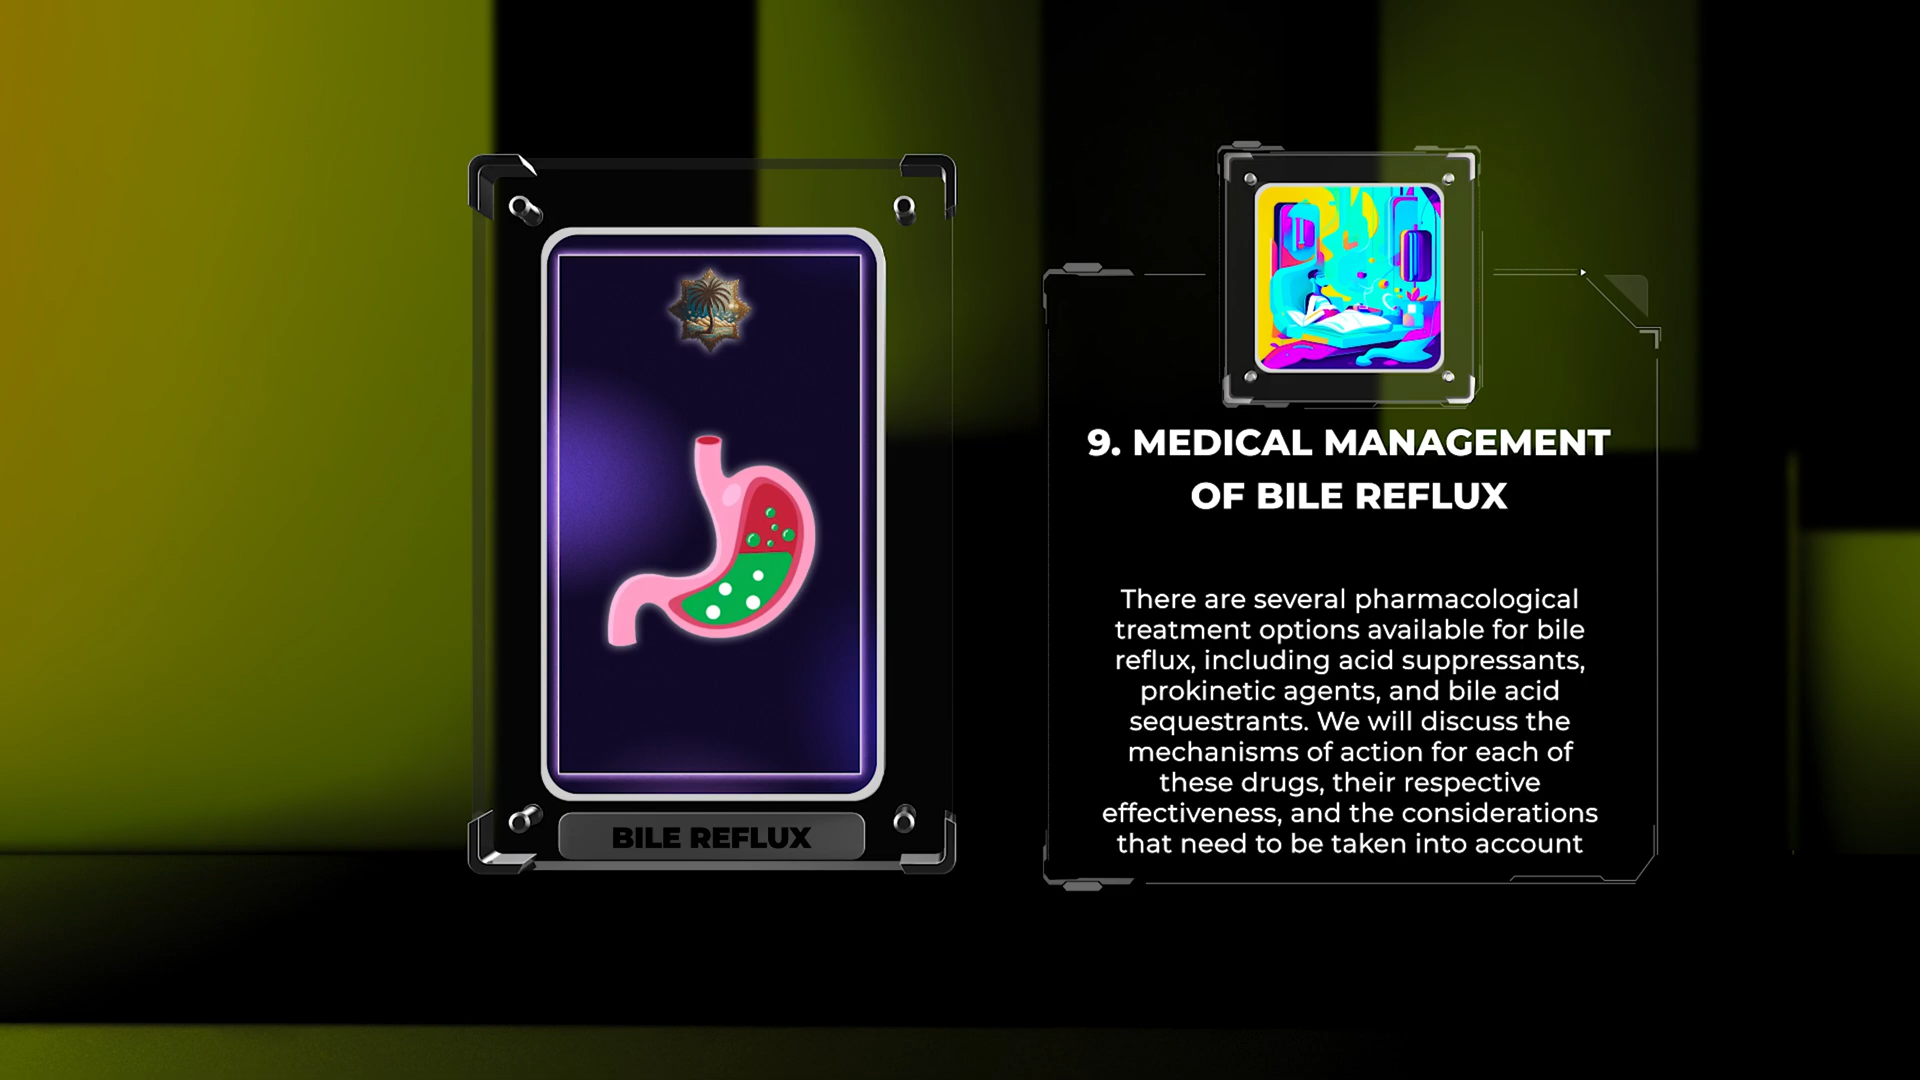 BILE REFLUX
9. MEDICAL MANAGEMENT
OF BILE REFLUX
There are several pharmacological
treatment options available for bile
reflux, including acid suppressants,
prokinetic agents, and bile acid
sequestrants. We will discuss the
mechanisms of action for each of
these drugs, their respective
effectiveness, and the considerations
that need to be taken into account